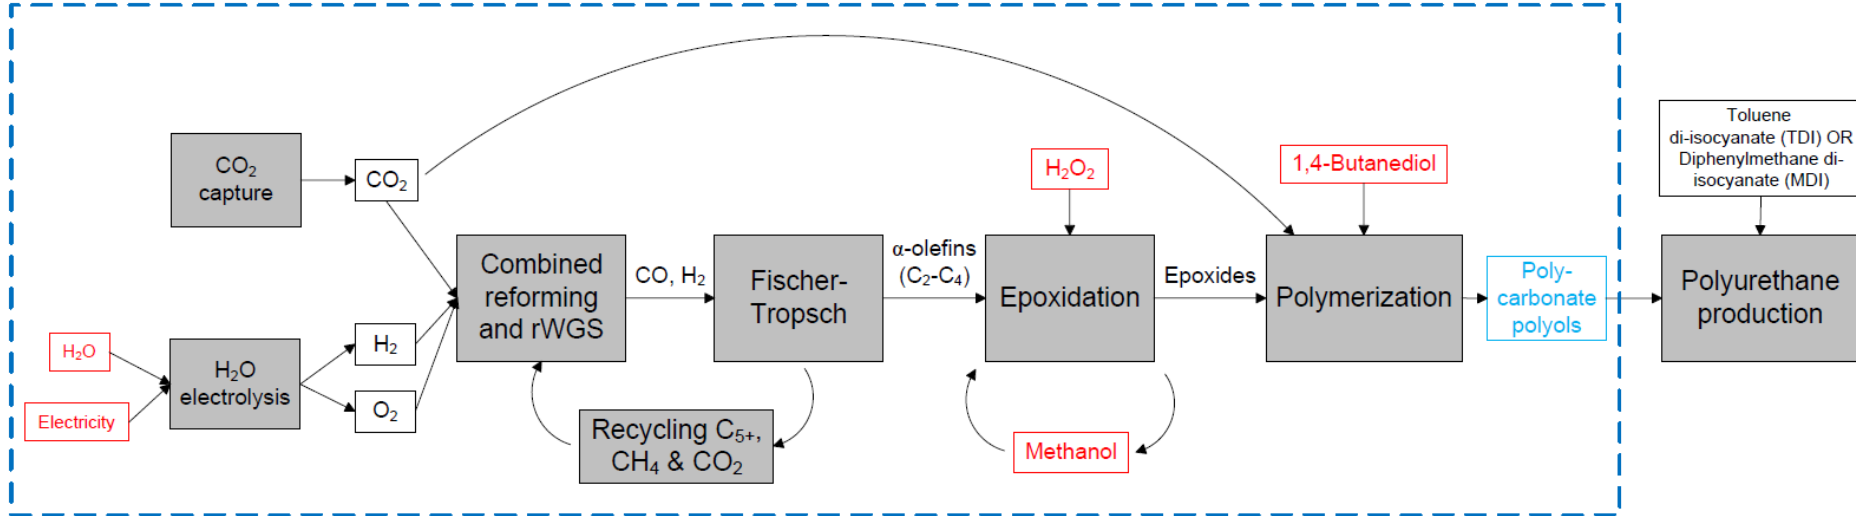 CO₂
capture
CO₂
H₂O
Electricity
H₂O
electrolysis
H₂
O₂
Combined
reforming
and rWGS
CO, H₂
Recycling C₅₊,
CH₄ & CO₂
Fischer-
Tropsch
α-olefins
(C₂-C₄)
H₂O₂
Epoxidation
Methanol
Epoxides
1,4-Butanediol
Polymerization
Poly-
carbonate
polyols
Toluene
di-isocyanate (TDI) OR
Diphenylmethane di-
isocyanate (MDI)
Polyurethane
production